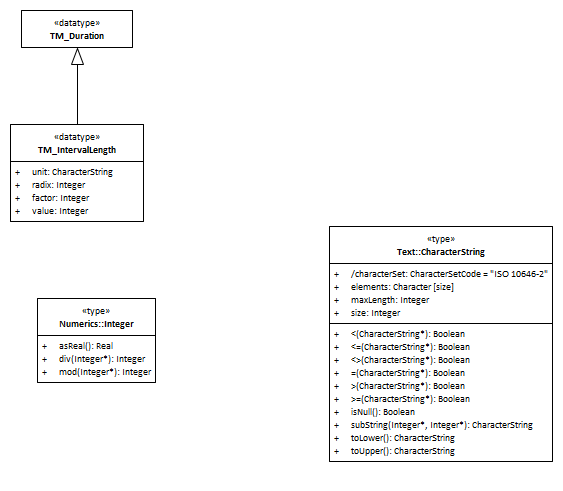 «datatype»
TM_Duration
«datatype»
TM_IntervalLength
+ unit: CharacterString
+ radix: Integer
+ factor: Integer
+ value: Integer
«type»
Text::CharacterString
+ /characterSet: CharacterSetCode = "ISO 10646-2"
+ elements: Character [size]
+ maxLength: Integer
+ size: Integer
+ <(CharacterString*): Boolean
+ <=(CharacterString*): Boolean
+ <>(CharacterString*): Boolean
+ =(CharacterString*): Boolean
+ >(CharacterString*): Boolean
+ >=(CharacterString*): Boolean
+ isNull(): Boolean
+ subString(Integer*, Integer*): CharacterString
+ toLower(): CharacterString
+ toUpper(): CharacterString
«type»
Numerics::Integer
+ asReal(): Real
+ div(Integer*): Integer
+ mod(Integer*): Integer